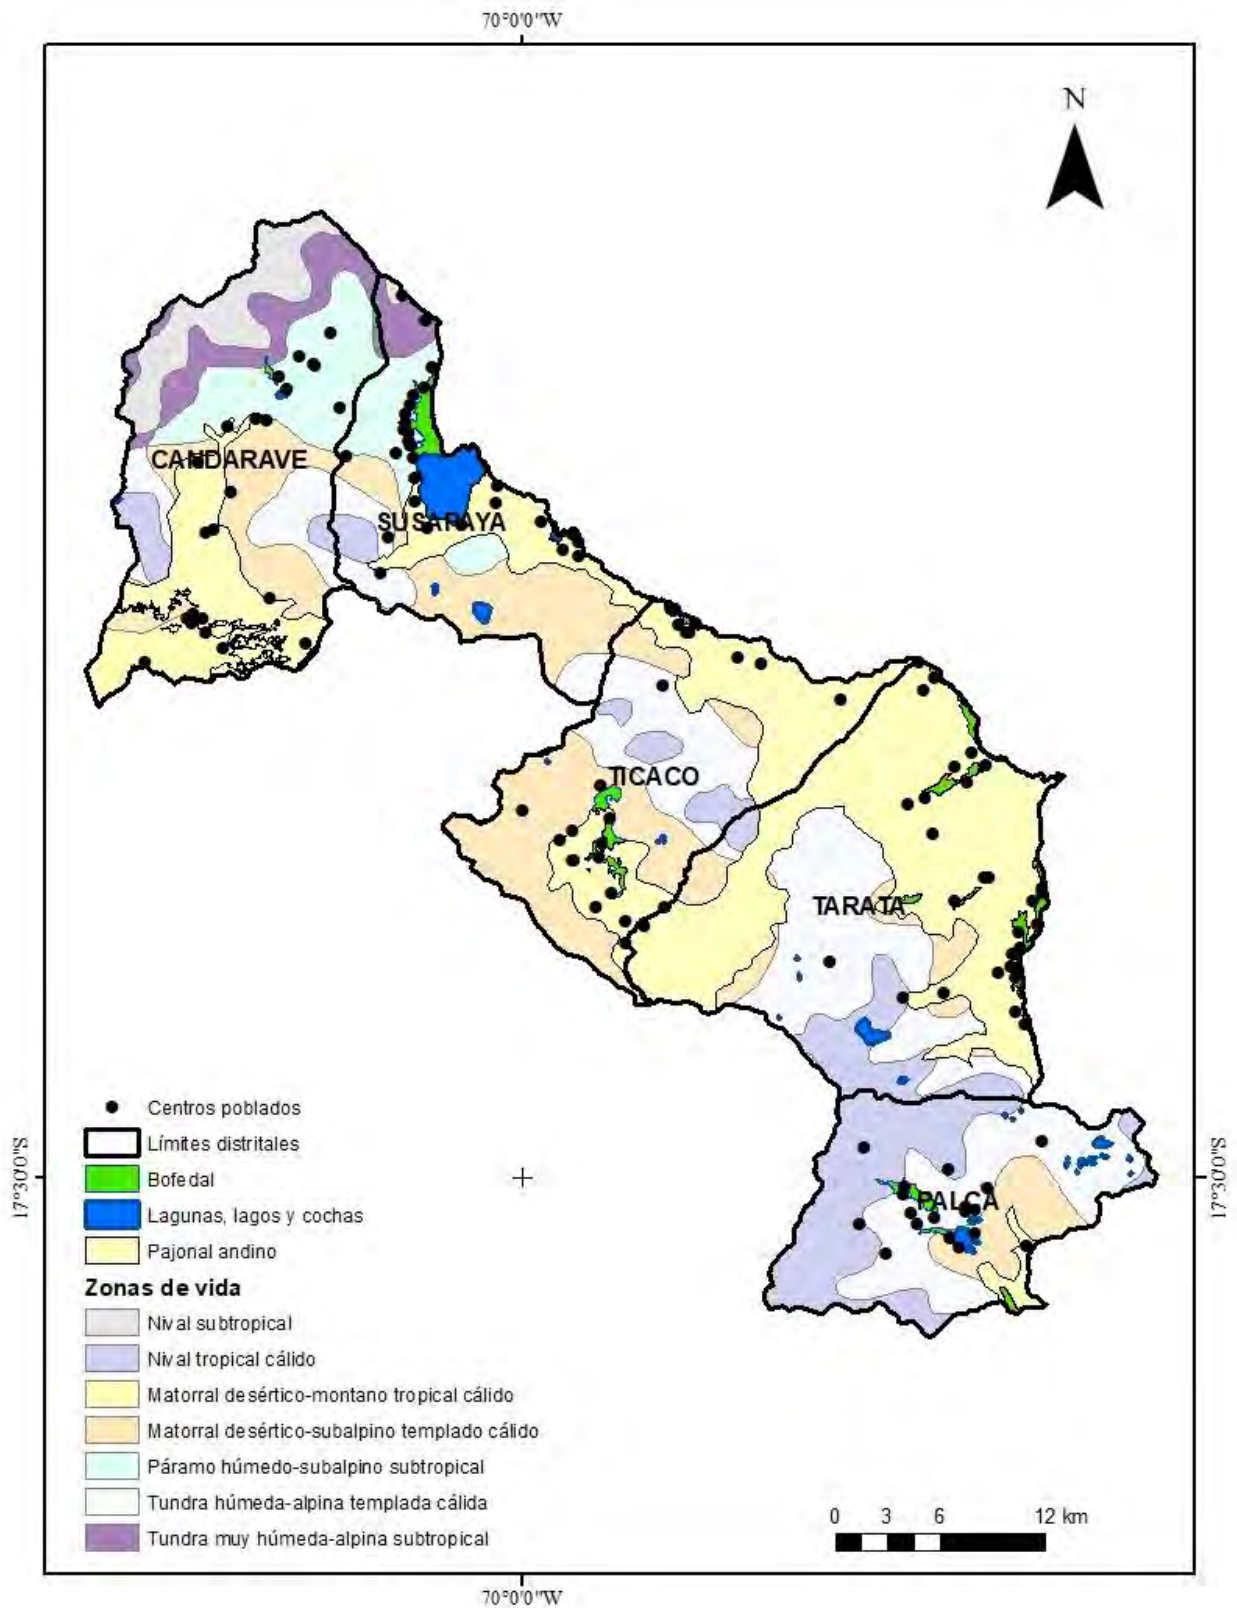 70°0'0"W
N
CANDARAVE
SUSAPAYA
TICACO
TARATA
PALCA
17°30'0"S
17°30'0"S
Centros poblados
Límites distritales
Bofedal
Lagunas, lagos y cochas
Pajonal andino
Zonas de vida
Nival subtropical
Nival tropical cálido
Matorral desértico-montano tropical cálido
Matorral desértico-subalpino templado cálido
Páramo húmedo-subalpino subtropical
Tundra húmeda-alpina templada cálida
Tundra muy húmeda-alpina subtropical
0 3 6 12 km
70°0'0"W